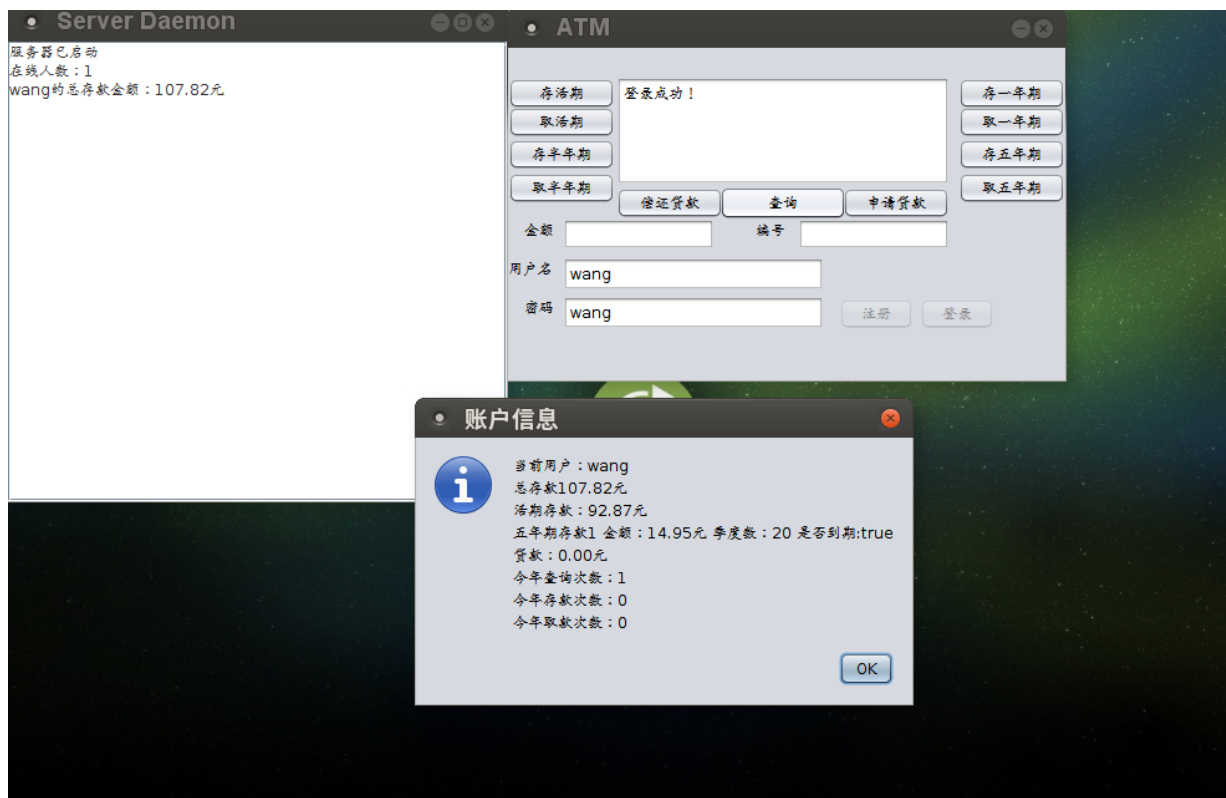 Server Daemon
服务器已启动
在线人数：1
wang的总存款金额：107.82元
ATM
存活期
登录成功！
存一年期
取活期
取一年期
存半年期
存五年期
取半年期
取五年期
偿还贷款
查询
申请贷款
金额
编号
用户名
wang
密码
wang
注册
登录
账户信息
当前用户：wang
总存款107.82元
活期存款：92.87元
五年期存款1 金额：14.95元 季度数：20 是否到期:true
贷款：0.00元
今年查询次数：1
今年存款次数：0
今年取款次数：0
OK